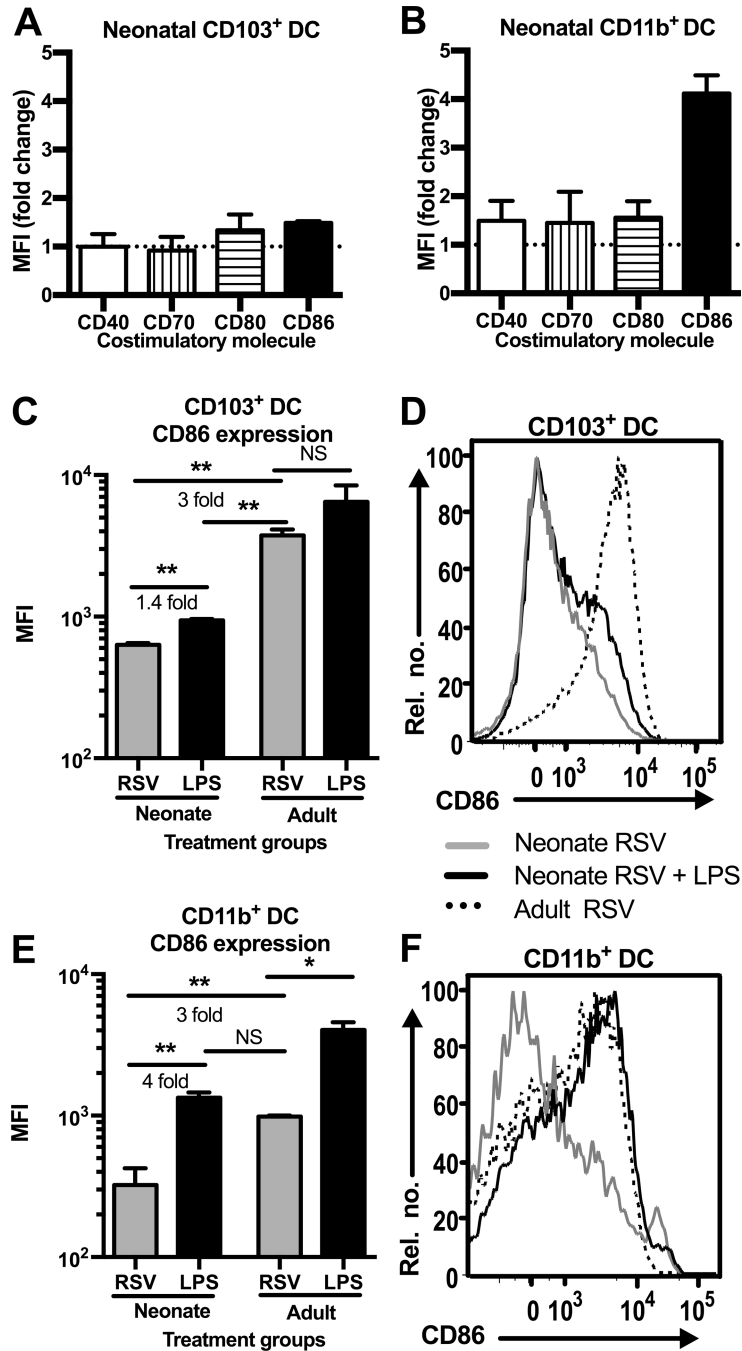 A
Neonatal CD103+ DC
MFI (fold change)
5
4
3
2
1
0
CD40 CD70 CD80 CD86
Costimulatory molecule
B
Neonatal CD11b+ DC
MFI (fold change)
5
4
3
2
1
0
CD40 CD70 CD80 CD86
Costimulatory molecule
C
CD103+ DC
CD86 expression
MFI
10^4
10^3
10^2
**
NS
3 fold
**
**
1.4 fold
RSV LPS RSV LPS
Neonate Adult
Treatment groups
D
CD103+ DC
Rel. no.
100
80
60
40
20
0
0 10^3 10^4 10^5
CD86
Neonate RSV
Neonate RSV + LPS
Adult RSV
E
CD11b+ DC
CD86 expression
MFI
10^4
10^3
10^2
*
**
3 fold
NS
**
4 fold
RSV LPS RSV LPS
Neonate Adult
Treatment groups
F
CD11b+ DC
Rel. no.
100
80
60
40
20
0
0 10^3 10^4 10^5
CD86